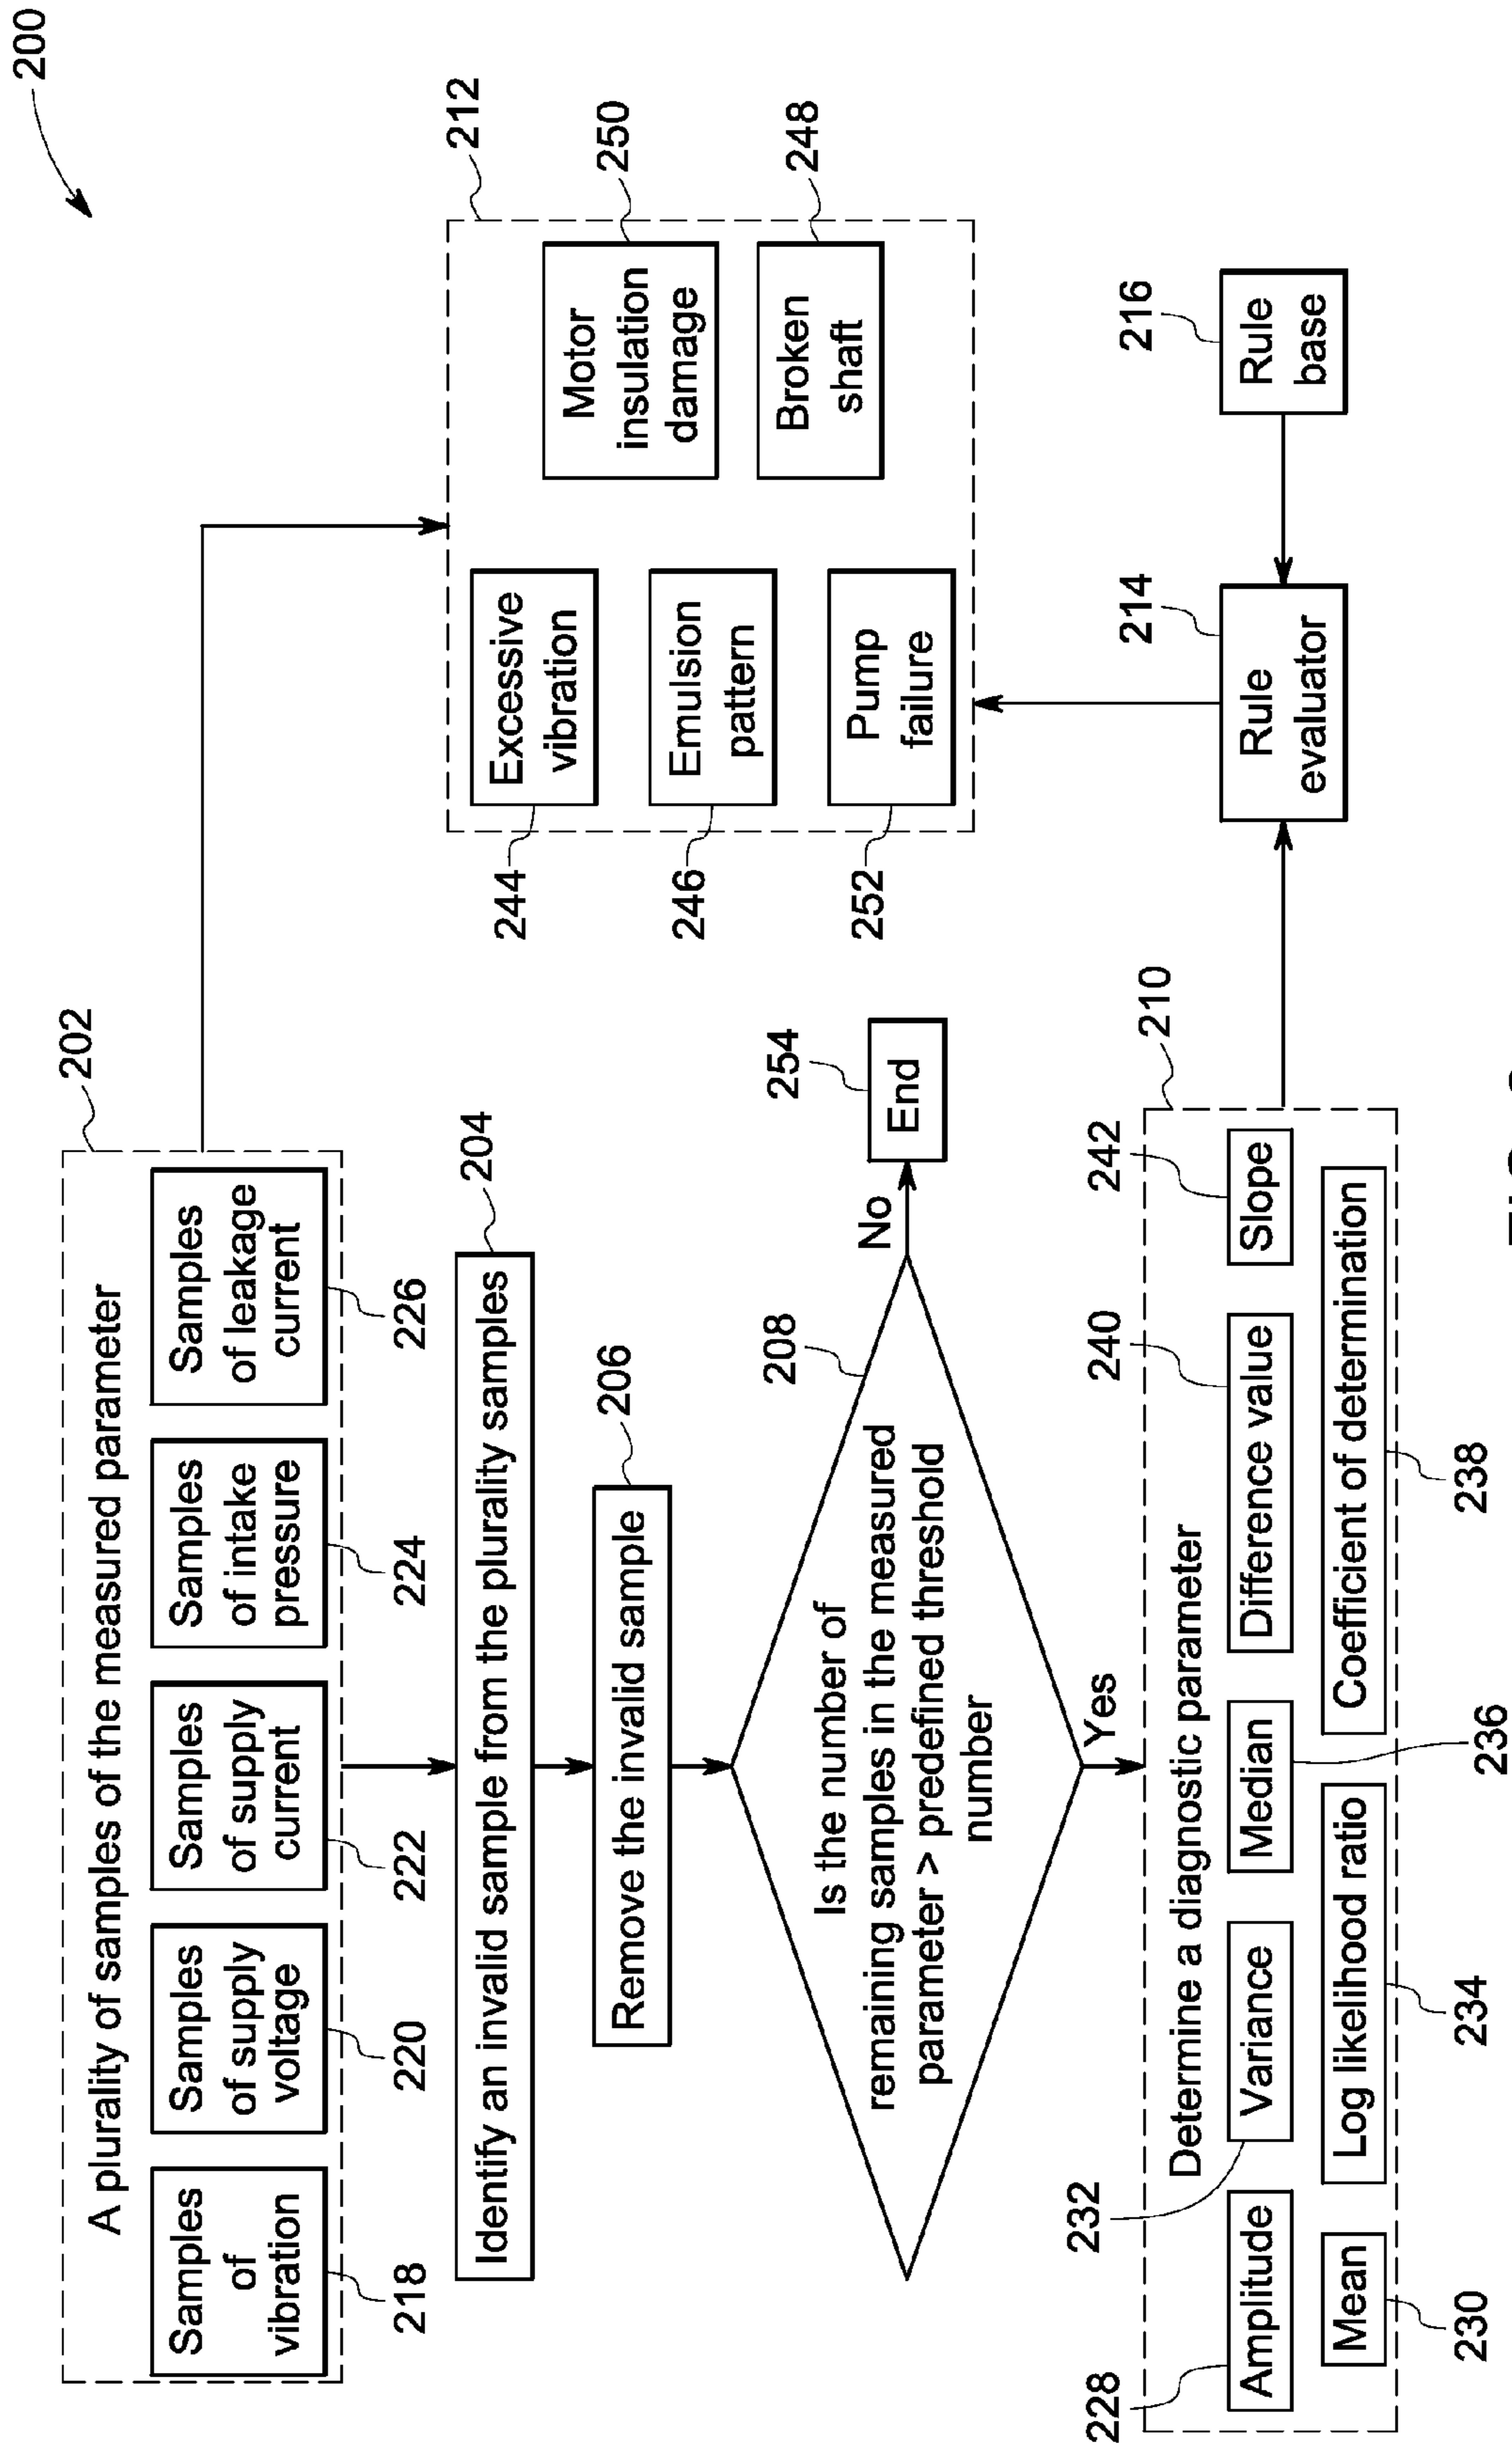 200
202
A plurality of samples of the measured parameter
Samples
of
vibration
218
Samples
of supply
voltage
220
Samples
of supply
current
222
Samples
of intake
pressure
224
Samples
of leakage
current
226
204
Identify an invalid sample from the plurality samples
206
Remove the invalid sample
208
Is the number of
remaining samples in the measured
parameter > predefined threshold
number
No
254
End
Yes
210
Determine a diagnostic parameter
228
Amplitude
232
Variance
Median
236
240
Difference value
242
Slope
Mean
230
Log likelihood ratio
234
Coefficient of determination
238
212
244
Excessive
vibration
246
Emulsion
pattern
252
Pump
failure
Motor
insulation
damage
250
Broken
shaft
248
214
Rule
evaluator
216
Rule
base